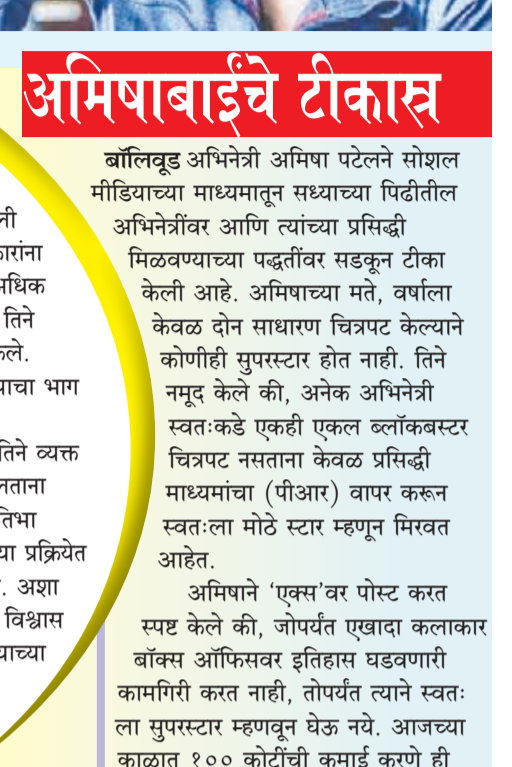 अमिषाबाईंचे टीकास्त्र
बॉलिवूड अभिनेत्री अमिषा पटेलने सोशल
मीडियाच्या माध्यमातून सध्याच्या पिढीतील
अभिनेत्रींवर आणि त्यांच्या प्रसिद्धी
मिळवण्याच्या पद्धतींवर सडकून टीका
केली आहे. अमिषाच्या मते, वर्षाला
केवळ दोन साधारण चित्रपट केल्याने
कोणीही सुपरस्टार होत नाही. तिने
नमूद केले की, अनेक अभिनेत्री
स्वतःकडे एकही एकल ब्लॉकबस्टर
चित्रपट नसताना केवळ प्रसिद्धी
माध्यमांचा (पीआर) वापर करून
स्वतःला मोठे स्टार म्हणून मिरवत
आहेत.
अमिषाने ‘एक्स’वर पोस्ट करत
स्पष्ट केले की, जोपर्यंत एखादा कलाकार
बॉक्स ऑफिसवर इतिहास घडवणारी
कामगिरी करत नाही, तोपर्यंत त्याने स्वतः
ला सुपरस्टार म्हणवून घेऊ नये. आजच्या
काळात १०० कोटींची कमाई करणे ही
तिने
याचा भाग
व्यक्त
प्रक्रियेत
. अशा
विश्वास